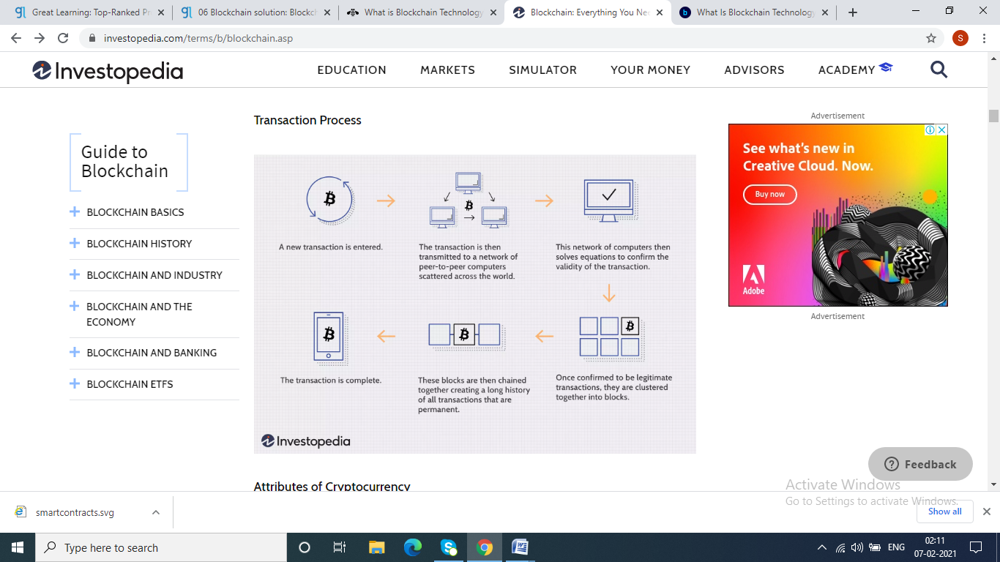 Great Learning: Top-Ranked Pr
06 Blockchain solution: Blockch
What is Blockchain Technology
Blockchain: Everything You Nee
What Is Blockchain Technology
investopedia.com/terms/b/blockchain.asp
S
Investopedia
EDUCATION
MARKETS
SIMULATOR
YOUR MONEY
ADVISORS
ACADEMY
Guide to
Blockchain
BLOCKCHAIN BASICS
BLOCKCHAIN HISTORY
BLOCKCHAIN AND INDUSTRY
BLOCKCHAIN AND THE
ECONOMY
BLOCKCHAIN AND BANKING
BLOCKCHAIN ETFS
Transaction Process
A new transaction is entered.
The transaction is then
transmitted to a network of
peer-to-peer computers
scattered across the world.
This network of computers then
solves equations to confirm the
validity of the transaction.
Once confirmed to be legitimate
transactions, they are clustered
together into blocks.
These blocks are then chained
together creating a long history
of all transactions that are
permanent.
The transaction is complete.
Investopedia
Attributes of Cryptocurrency
Advertisement
See what's new in
Creative Cloud. Now.
Buy now
Adobe
Advertisement
Feedback
Activate Windows
Go to Settings to activate Windows.
smartcontracts.svg
Show all
Type here to search
ENG
02:11
07-02-2021